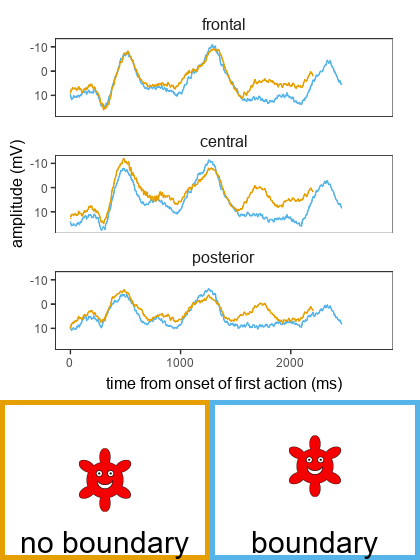 frontal
-10
0
10
central
-10
0
10
amplitude (mV)
posterior
-10
0
10
0 1000 2000
time from onset of first action (ms)
no boundary boundary